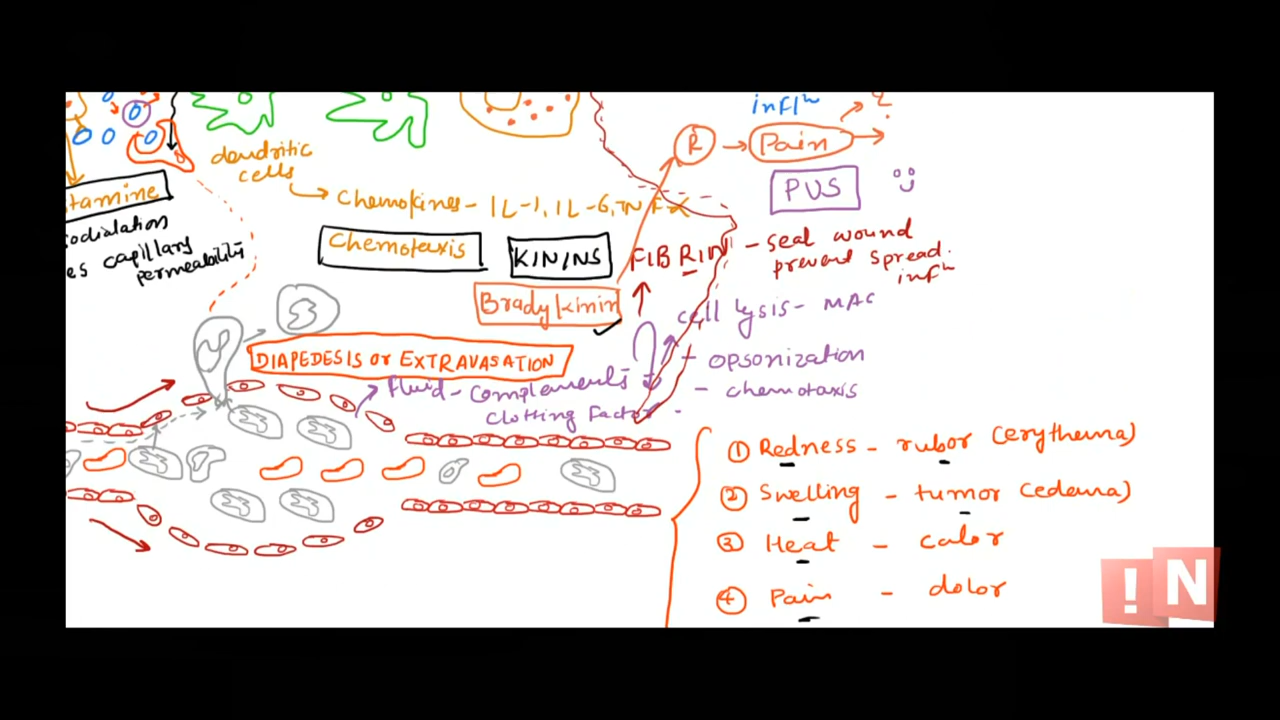 inflⁿ
R → Pain
dendritic
cells
→ Chemokines - IL-1, IL-6, TNF-α
tamine
odialation
es capillary
permeability
Chemotaxis
KININS
PUS
FIBRIN - seal wound
prevent spread.
inflⁿ
Bradykinin
cell lysis - MAC
- opsonization
- chemotaxis
DIAPEDESIS or EXTRAVASATION
fluid - complements
clotting factor
① Redness - rubor (erythema)
② Swelling - tumor (edema)
③ Heat - calor
④ Pain - dolor
!N